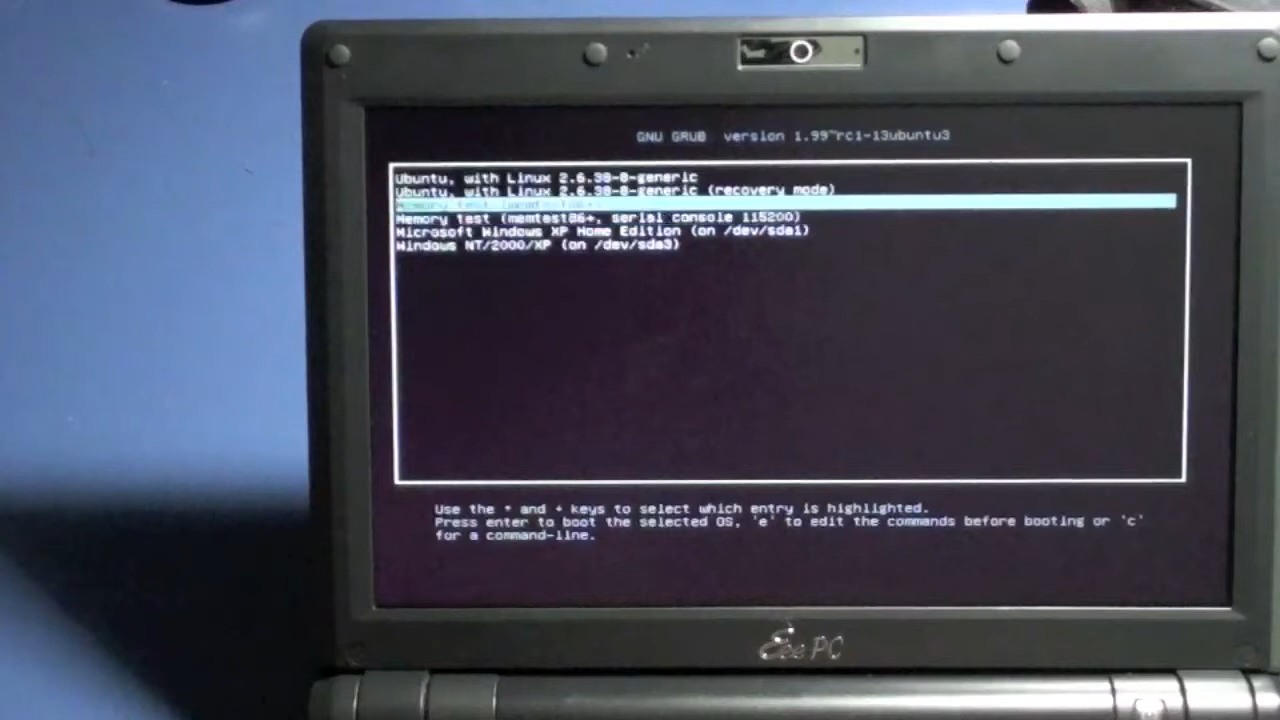 GNU GRUB version 1.99~rc1-13ubuntu3
Ubuntu, with Linux 2.6.38-8-generic
Ubuntu, with Linux 2.6.38-8-generic (recovery mode)
Memory test (memtest86+)
Memory test (memtest86+, serial console 115200)
Microsoft Windows XP Home Edition (on /dev/sda1)
Windows NT/2000/XP (on /dev/sda3)
Use the ↑ and ↓ keys to select which entry is highlighted.
Press enter to boot the selected OS, 'e' to edit the commands before booting or 'c'
for a command-line.
Eee PC